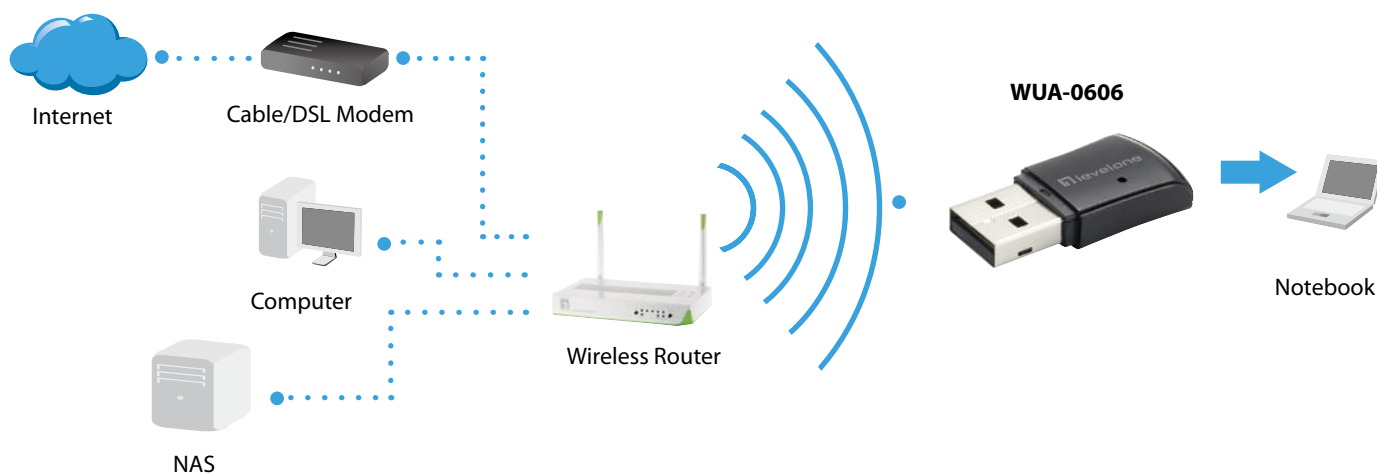 Internet
Cable/DSL Modem
Computer
NAS
Wireless Router
WUA-0606
levelone
Notebook